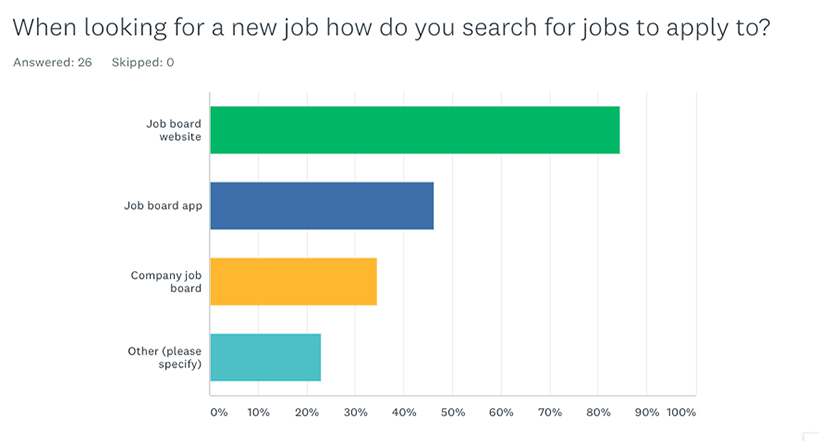 When looking for a new job how do you search for jobs to apply to?
Answered: 26 Skipped: 0
Job board
website
Job board app
Company job
board
Other (please
specify)
0% 10% 20% 30% 40% 50% 60% 70% 80% 90% 100%